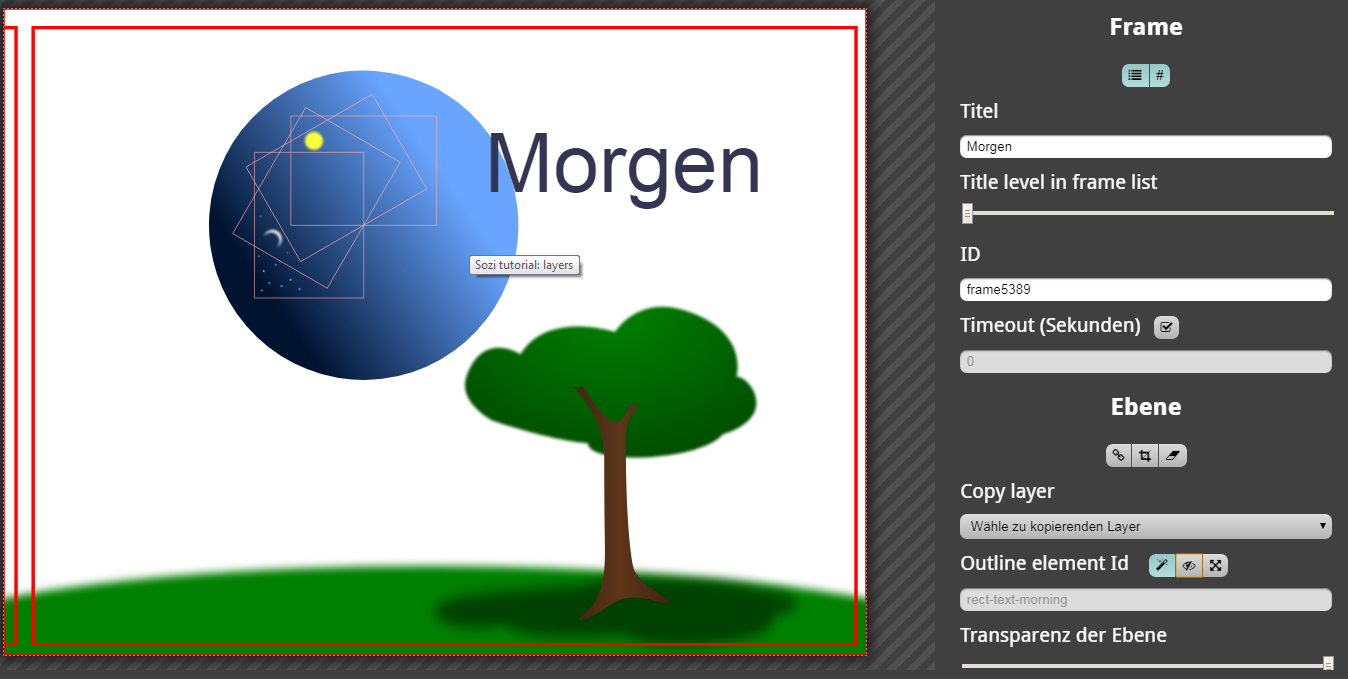 Frame
#
Titel
Morgen
Title level in frame list
ID
frame5389
Timeout (Sekunden)
0
Ebene
Copy layer
Wähle zu kopierenden Layer
Outline element Id
rect-text-morning
Transparenz der Ebene
Morgen
Sozi tutorial: layers